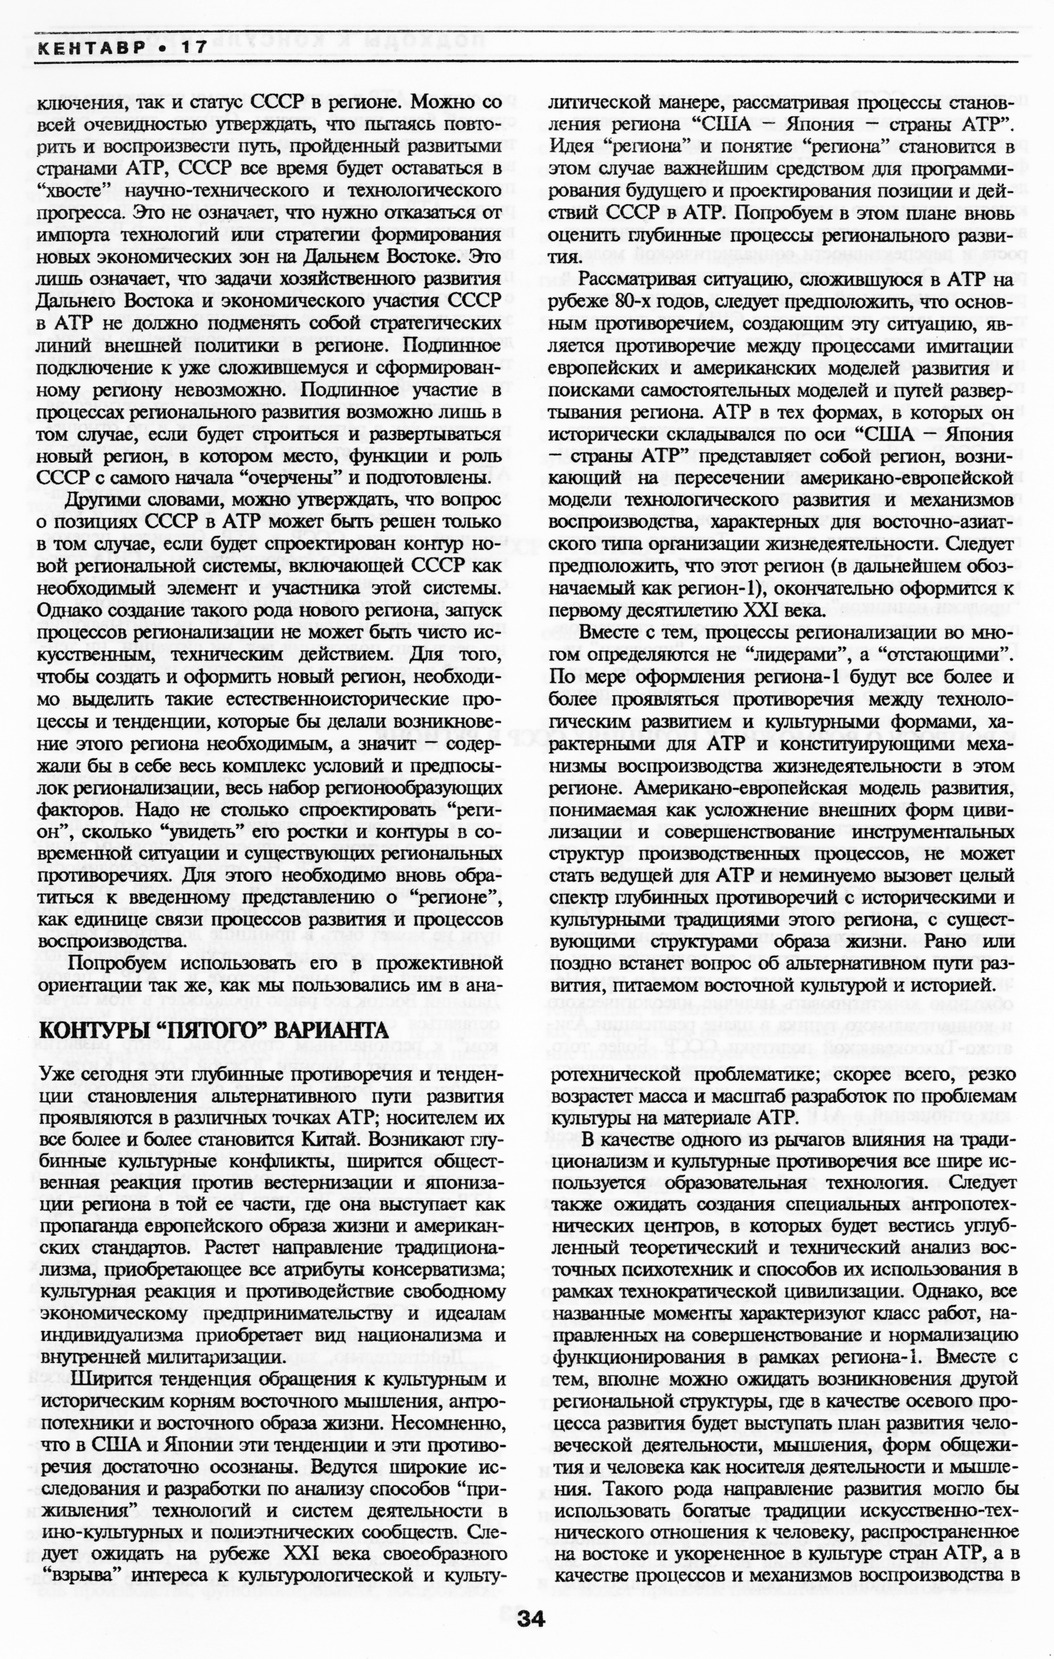 КЕНТАВР • 17
ключения, так и статус СССР в регионе. Можно со
всей очевидностью утверждать, что пытаясь повто-
рить и воспроизвести путь, пройденный развитыми
странами АТР, СССР все время будет оставаться в
“хвосте” научно-технического и технологического
прогресса. Это не означает, что нужно отказаться от
импорта технологий или стратегии формирования
новых экономических зон на Дальнем Востоке. Это
лишь означает, что задачи хозяйственного развития
Дальнего Востока и экономического участия СССР
в АТР не должно подменять собой стратегических
линий внешней политики в регионе. Подлинное
подключение к уже сложившемуся и сформирован-
ному региону невозможно. Подлинное участие в
процессах регионального развития возможно лишь в
том случае, если будет строиться и развертываться
новый регион, в котором место, функции и роль
СССР с самого начала “очерчены” и подготовлены.
Другими словами, можно утверждать, что вопрос
о позициях СССР в АТР может быть решен только
в том случае, если будет спроектирован контур но-
вой региональной системы, включающей СССР как
необходимый элемент и участника этой системы.
Однако создание такого рода нового региона, запуск
процессов регионализации не может быть чисто ис-
кусственным, техническим действием. Для того,
чтобы создать и оформить новый регион, необходи-
мо выделить такие естественноисторические про-
цессы и тенденции, которые бы делали возникнове-
ние этого региона необходимым, а значит — содер-
жали бы в себе весь комплекс условий и предпосы-
лок регионализации, весь набор регионообразующих
факторов. Надо не столько спроектировать “реги-
он”, сколько “увидеть” его ростки и контуры в со-
временной ситуации и существующих региональных
противоречиях. Для этого необходимо вновь обра-
титься к введенному представлению о “регионе”,
как единице связи процессов развития и процессов
воспроизводства.
Попробуем использовать его в прожективной
ориентации так же, как мы пользовались им в ана-
литической манере, рассматривая процессы станов-
ления региона “США — Япония — страны АТР”.
Идея “региона” и понятие “региона” становится в
этом случае важнейшим средством для программи-
рования будущего и проектирования позиции и дей-
ствий СССР в АТР. Попробуем в этом плане вновь
оценить глубинные процессы регионального разви-
тия.
Рассматривая ситуацию, сложившуюся в АТР на
рубеже 80-х годов, следует предположить, что основ-
ным противоречием, создающим эту ситуацию, яв-
ляется противоречие между процессами имитации
европейских и американских моделей развития и
поисками самостоятельных моделей и путей развер-
тывания региона. АТР в тех формах, в которых он
исторически складывался по оси “США — Япония
— страны АТР” представляет собой регион, возни-
кающий на пересечении американо-европейской
модели технологического развития и механизмов
воспроизводства, характерных для восточно-азиат-
ского типа организации жизнедеятельности. Следует
предположить, что этот регион (в дальнейшем обоз-
начаемый как регион-1), окончательно оформится к
первому десятилетию XXI века.
Вместе с тем, процессы регионализации во мно-
гом определяются не “лидерами”, а “отстающими”.
По мере оформления региона-1 будут все более и
более проявляться противоречия между техноло-
гическим развитием и культурными формами, ха-
рактерными для АТР и конституирующими меха-
низмы воспроизводства жизнедеятельности в этом
регионе. Американо-европейская модель развития,
понимаемая как усложнение внешних форм циви-
лизации и совершенствование инструментальных
структур производственных процессов, не может
стать ведущей для АТР и неминуемо вызовет целый
спектр глубинных противоречий с историческими и
культурными традициями этого региона, с сущест-
вующими структурами образа жизни. Рано или
поздно встанет вопрос об альтернативном пути раз-
вития, питаемом восточной культурой и историей.
КОНТУРЫ “ПЯТОГО” ВАРИАНТА
Уже сегодня эти глубинные противоречия и тенден-
ции становления альтернативного пути развития
проявляются в различных точках АТР; носителем их
все более и более становится Китай. Возникают глу-
бинные культурные конфликты, ширится общест-
венная реакция против вестернизации и японизa-
ции региона в той ее части, где она выступает как
пропаганда европейского образа жизни и американ-
ских стандартов. Растет направление традициона-
лизма, приобретающее все атрибуты консерватизма;
культурная реакция и противодействие свободному
экономическому предпринимательству и идеалам
индивидуализма приобретает вид национализма и
внутренней милитаризации.
Ширится тенденция обращения к культурным и
историческим корням восточного мышления, антро-
потехники и восточного образа жизни. Несомненно,
что в США и Японии эти тенденции и эти противо-
речия достаточно осознаны. Ведутся широкие ис-
следования и разработки по анализу способов “при-
живления” технологий и систем деятельности в
ино-культурных и полиэтнических сообществ. Сле-
дует ожидать на рубеже XXI века своеобразного
“взрыва” интереса к культурологической и культу-
ротехнической проблематике; скорее всего, резко
возрастет масса и масштаб разработок по проблемам
культуры на материале АТР.
В качестве одного из рычагов влияния на тради-
ционализм и культурные противоречия все шире ис-
пользуется образовательная технология. Следует
также ожидать создания специальных антропотех-
нических центров, в которых будет вестись углуб-
ленный теоретический и технический анализ вос-
точных психотехник и способов их использования в
рамках технократической цивилизации. Однако, все
названные моменты характеризуют класс работ, на-
правленных на совершенствование и нормализацию
функционирования в рамках региона-1. Вместе с
тем, вполне можно ожидать возникновения другой
региональной структуры, где в качестве осевого про-
цесса развития будет выступать план развития чело-
веческой деятельности, мышления, форм общежи-
тия и человека как носителя деятельности и мышле-
ния. Такого рода направление развития могло бы
использовать богатые традиции искусственно-тех-
нического отношения к человеку, распространенное
на востоке и укорененное в культуре стран АТР, а в
качестве процессов и механизмов воспроизводства в
34